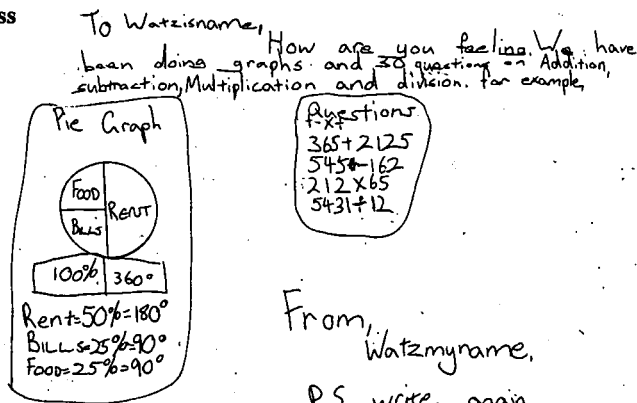 ss
To Watzisname,
How are you feeling. We have
been doing graphs and 30 questions on Addition,
subtraction, Multiplication and division. for example,
Pie Graph
FOOD
BILLS
RENT
100% 360°
Rent=50%=180°
BILLS=25%=90°
FOOD=25%=90°
Questions
365+2125
545-162
212X65
5431÷12
From,
Watzmyname,
P.S. write again